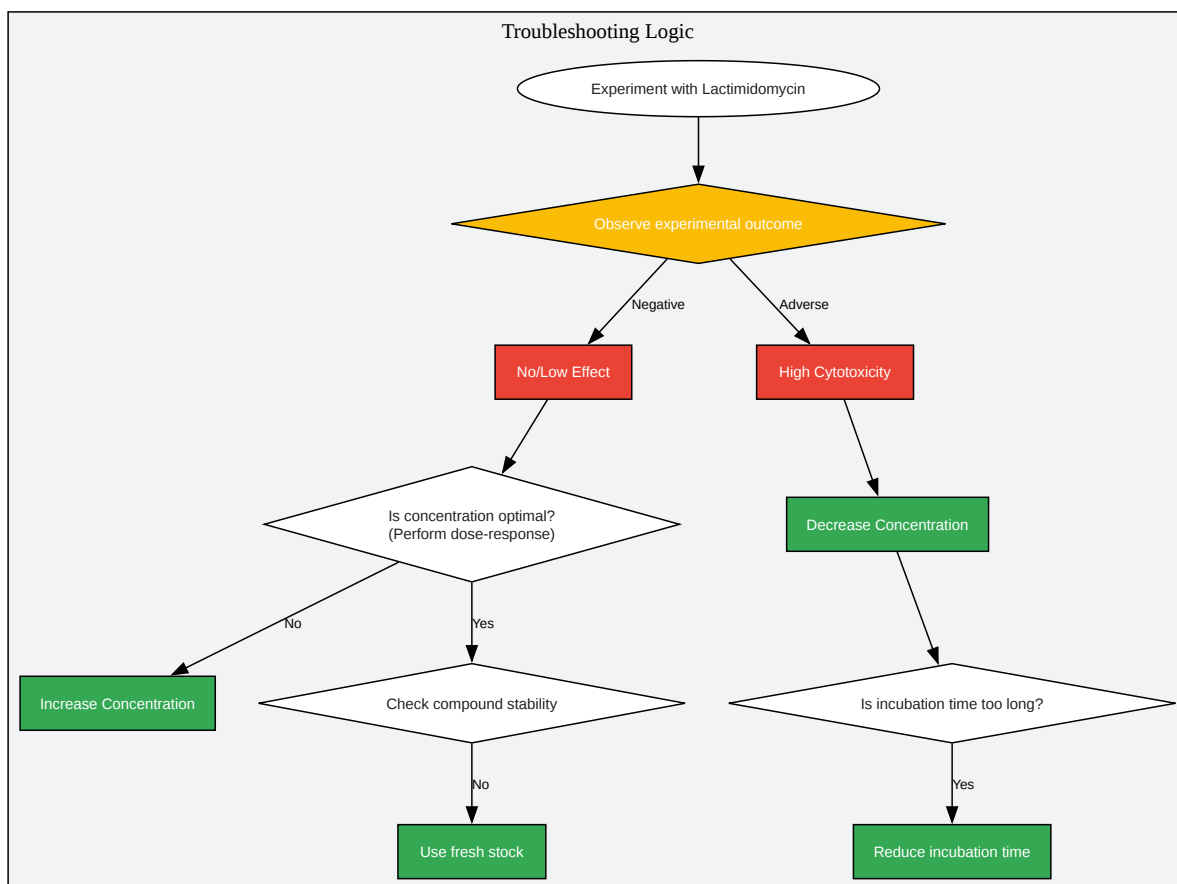 Troubleshooting Logic
Experiment with Lactimidomycin
Observe experimental outcome
Negative
Adverse
No/Low Effect
High Cytotoxicity
Is concentration optimal?
(Perform dose-response)
Decrease Concentration
No
Yes
Increase Concentration
Check compound stability
Is incubation time too long?
No
Yes
Use fresh stock
Reduce incubation time